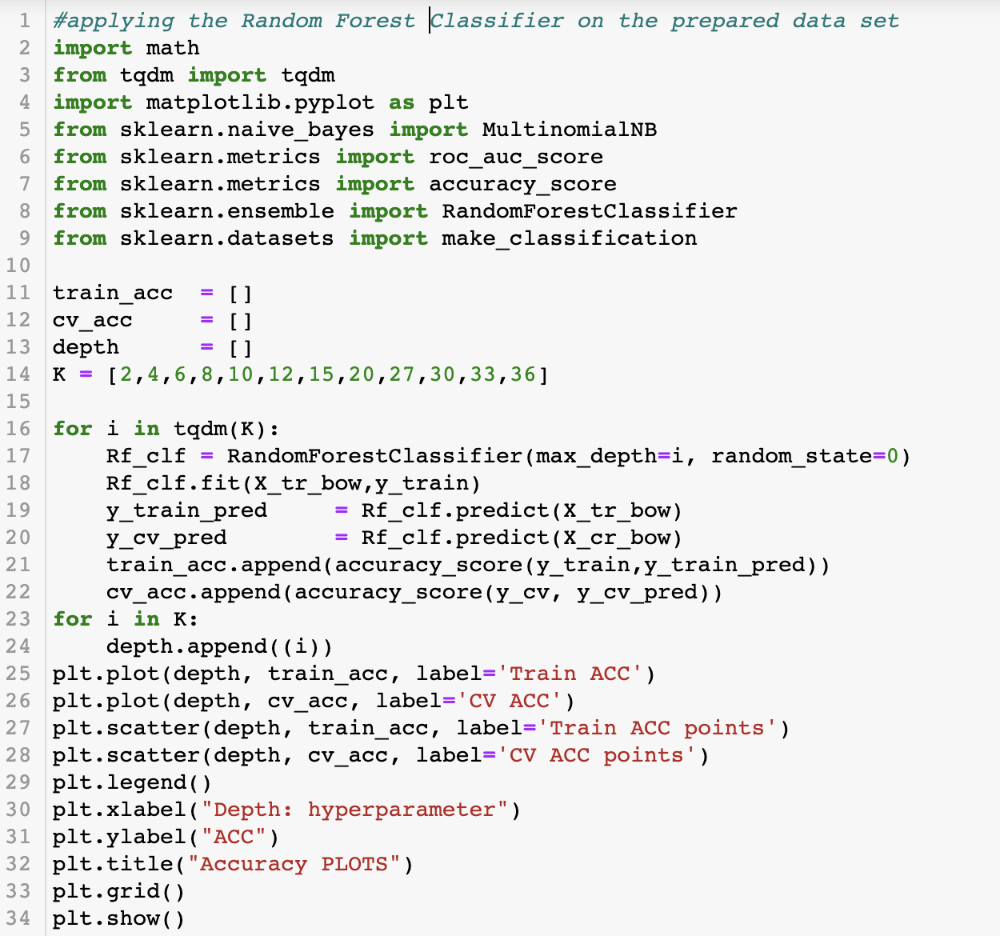 1 #applying the Random Forest Classifier on the prepared data set
2 import math
3 from tqdm import tqdm
4 import matplotlib.pyplot as plt
5 from sklearn.naive_bayes import MultinomialNB
6 from sklearn.metrics import roc_auc_score
7 from sklearn.metrics import accuracy_score
8 from sklearn.ensemble import RandomForestClassifier
9 from sklearn.datasets import make_classification
10
11 train_acc  = []
12 cv_acc     = []
13 depth      = []
14 K = [2,4,6,8,10,12,15,20,27,30,33,36]
15
16 for i in tqdm(K):
17     Rf_clf = RandomForestClassifier(max_depth=i, random_state=0)
18     Rf_clf.fit(X_tr_bow,y_train)
19     y_train_pred     = Rf_clf.predict(X_tr_bow)
20     y_cv_pred        = Rf_clf.predict(X_cr_bow)
21     train_acc.append(accuracy_score(y_train,y_train_pred))
22     cv_acc.append(accuracy_score(y_cv, y_cv_pred))
23 for i in K:
24     depth.append((i))
25 plt.plot(depth, train_acc, label='Train ACC')
26 plt.plot(depth, cv_acc, label='CV ACC')
27 plt.scatter(depth, train_acc, label='Train ACC points')
28 plt.scatter(depth, cv_acc, label='CV ACC points')
29 plt.legend()
30 plt.xlabel("Depth: hyperparameter")
31 plt.ylabel("ACC")
32 plt.title("Accuracy PLOTS")
33 plt.grid()
34 plt.show()